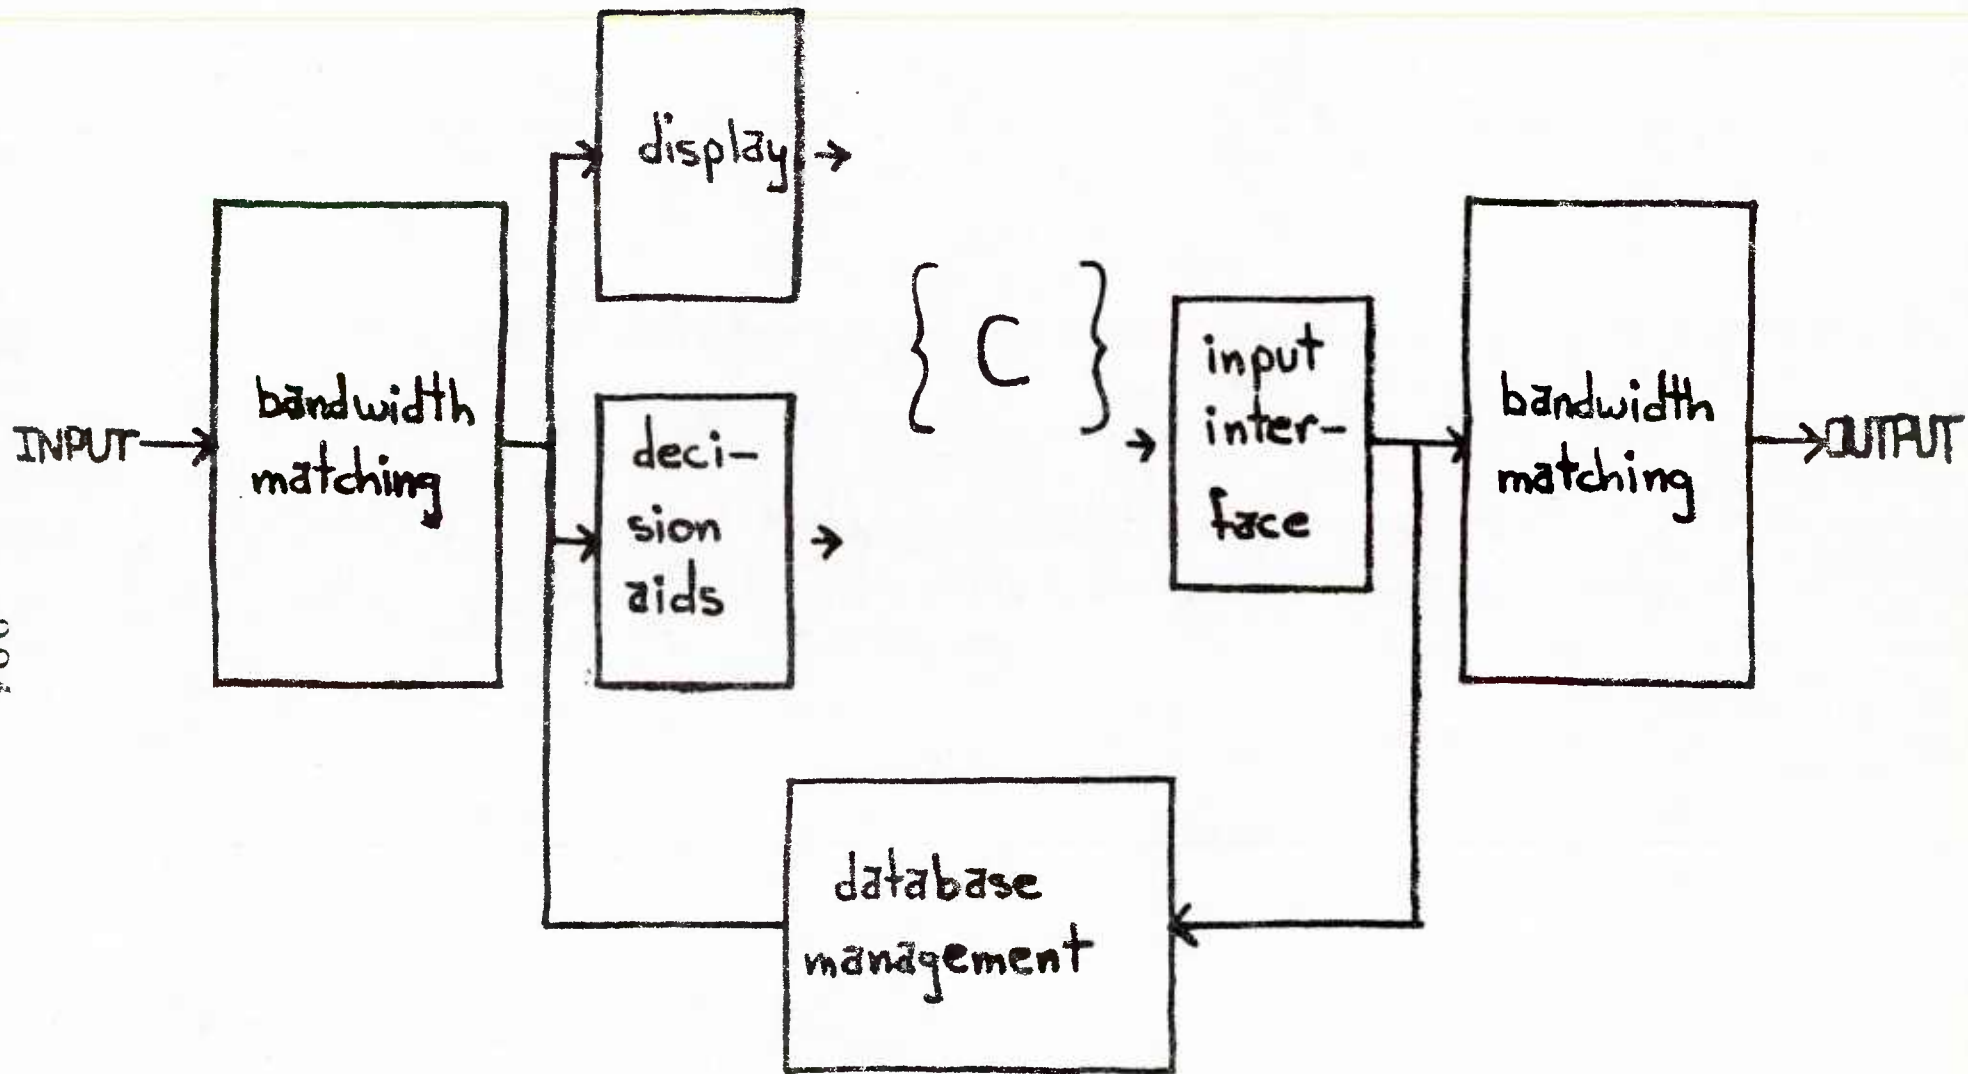 display
bandwidth
matching
INPUT
deci-
sion
aids
{ C }
input
inter-
face
bandwidth
matching
OUTPUT
database
management